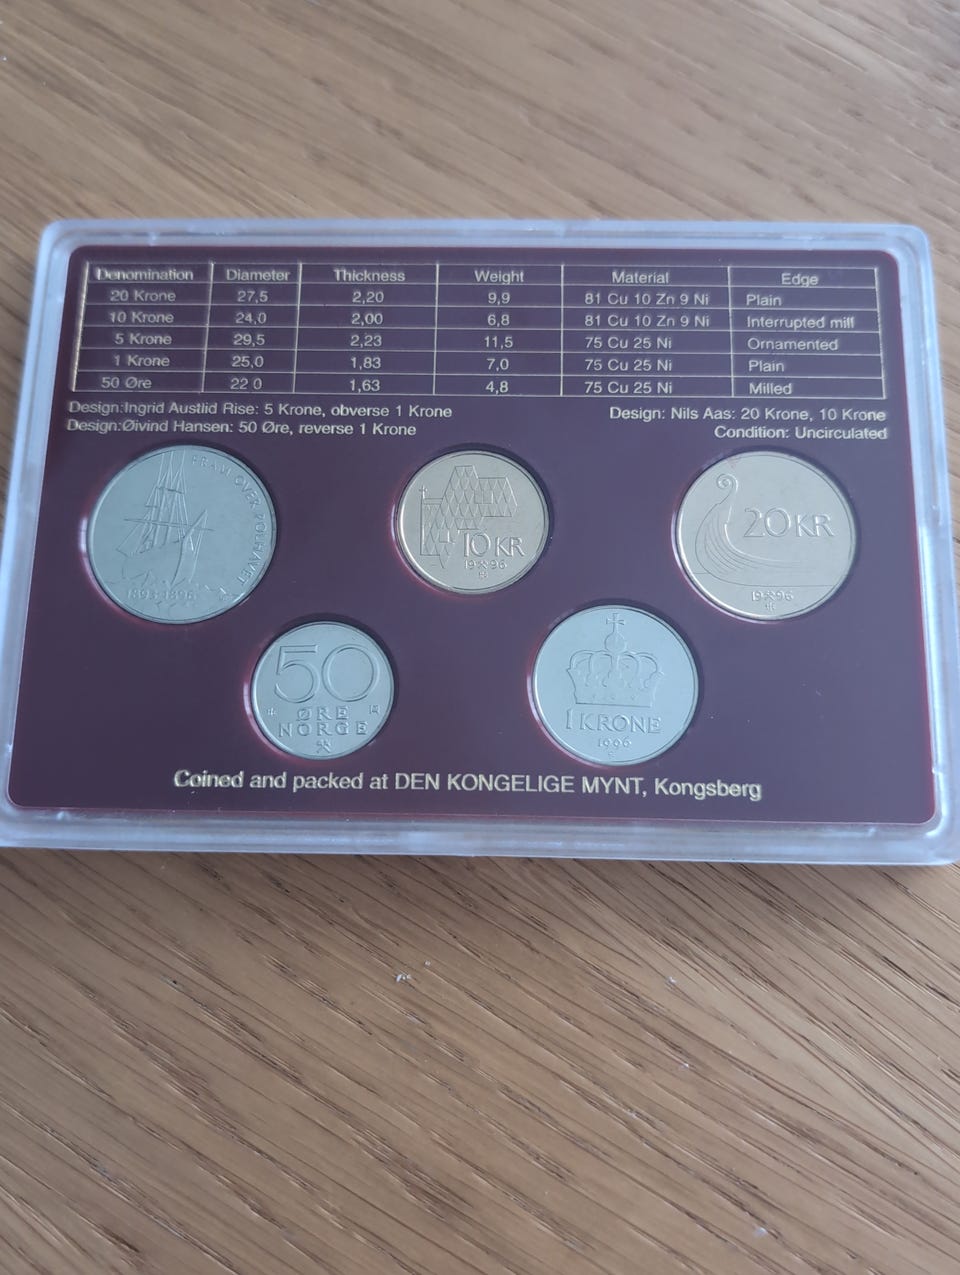 Denomination Diameter Thickness Weight Material Edge
20 Krone 27,5 2,20 9,9 81 Cu 10 Zn 9 Ni Plain
10 Krone 24,0 2,00 6,8 81 Cu 10 Zn 9 Ni Interrupted mill
5 Krone 29,5 2,23 11,5 75 Cu 25 Ni Ornamented
1 Krone 25,0 1,83 7,0 75 Cu 25 Ni Plain
50 Øre 22 0 1,63 4,8 75 Cu 25 Ni Milled
Design:Ingrid Austlid Rise: 5 Krone, obverse 1 Krone
Design:Øivind Hansen: 50 Øre, reverse 1 Krone
Design: Nils Aas: 20 Krone, 10 Krone
Condition: Uncirculated
FRAM OVER POLHAVET
1893-1896
10 KR
1996
20 KR
1996
50
ØRE
NORGE
1 KRONE
1996
Coined and packed at DEN KONGELIGE MYNT, Kongsberg